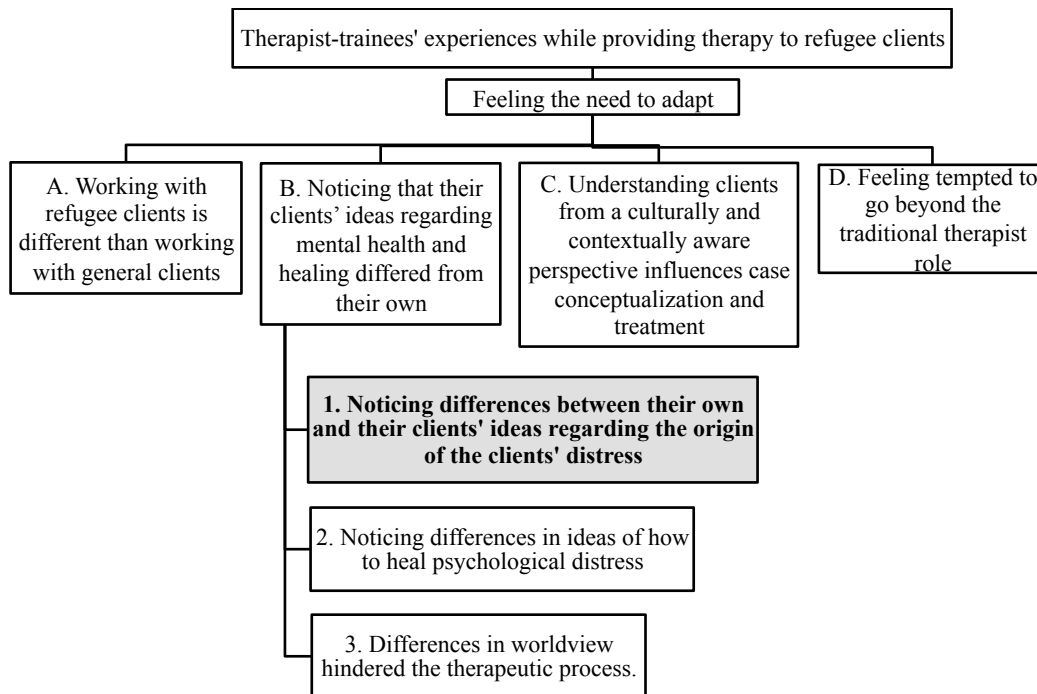 Therapist-trainees' experiences while providing therapy to refugee clients
Feeling the need to adapt
A. Working with
refugee clients is
different than working
with general clients
B. Noticing that their
clients’ ideas regarding
mental health and
healing differed from
their own
C. Understanding clients
from a culturally and
contextually aware
perspective influences case
conceptualization and
treatment
D. Feeling tempted to
go beyond the
traditional therapist
role
1. Noticing differences between their own
and their clients' ideas regarding the origin
of the clients' distress
2. Noticing differences in ideas of how
to heal psychological distress
3. Differences in worldview
hindered the therapeutic process.